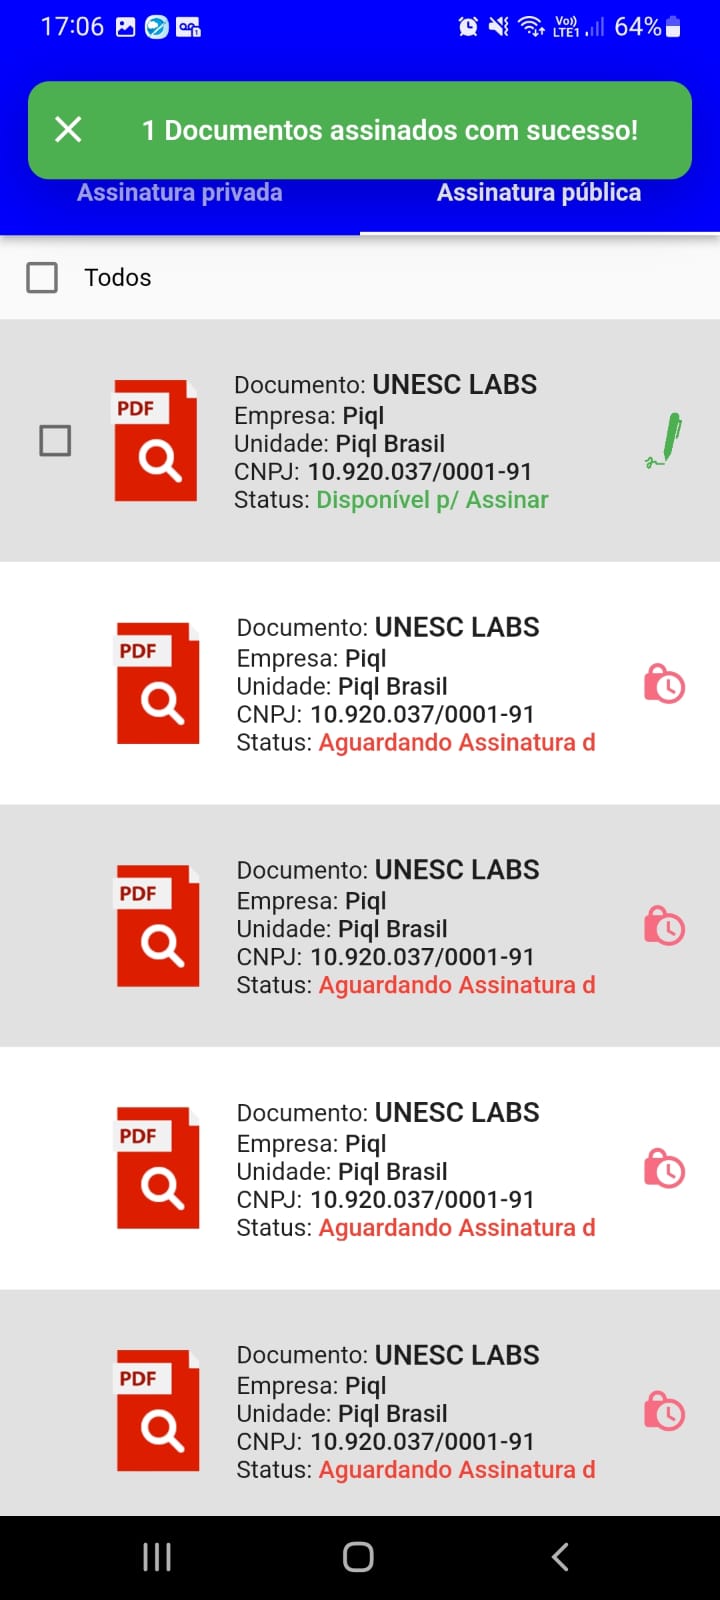 17:06
Vo))
LTE1
64%
1 Documentos assinados com sucesso!
Assinatura privada
Assinatura pública
Todos
PDF
Documento: UNESC LABS
Empresa: Piql
Unidade: Piql Brasil
CNPJ: 10.920.037/0001-91
Status: Disponível p/ Assinar
PDF
Documento: UNESC LABS
Empresa: Piql
Unidade: Piql Brasil
CNPJ: 10.920.037/0001-91
Status: Aguardando Assinatura d
PDF
Documento: UNESC LABS
Empresa: Piql
Unidade: Piql Brasil
CNPJ: 10.920.037/0001-91
Status: Aguardando Assinatura d
PDF
Documento: UNESC LABS
Empresa: Piql
Unidade: Piql Brasil
CNPJ: 10.920.037/0001-91
Status: Aguardando Assinatura d
PDF
Documento: UNESC LABS
Empresa: Piql
Unidade: Piql Brasil
CNPJ: 10.920.037/0001-91
Status: Aguardando Assinatura d